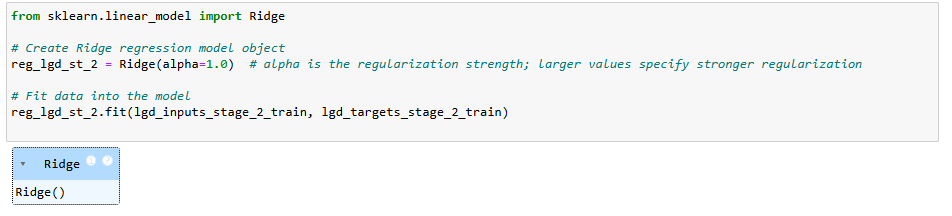 from sklearn.linear_model import Ridge
# Create Ridge regression model object
reg_lgd_st_2 = Ridge(alpha=1.0)  # alpha is the regularization strength; larger values specify stronger regularization
# Fit data into the model
reg_lgd_st_2.fit(lgd_inputs_stage_2_train, lgd_targets_stage_2_train)
▾ Ridge i ?
Ridge()